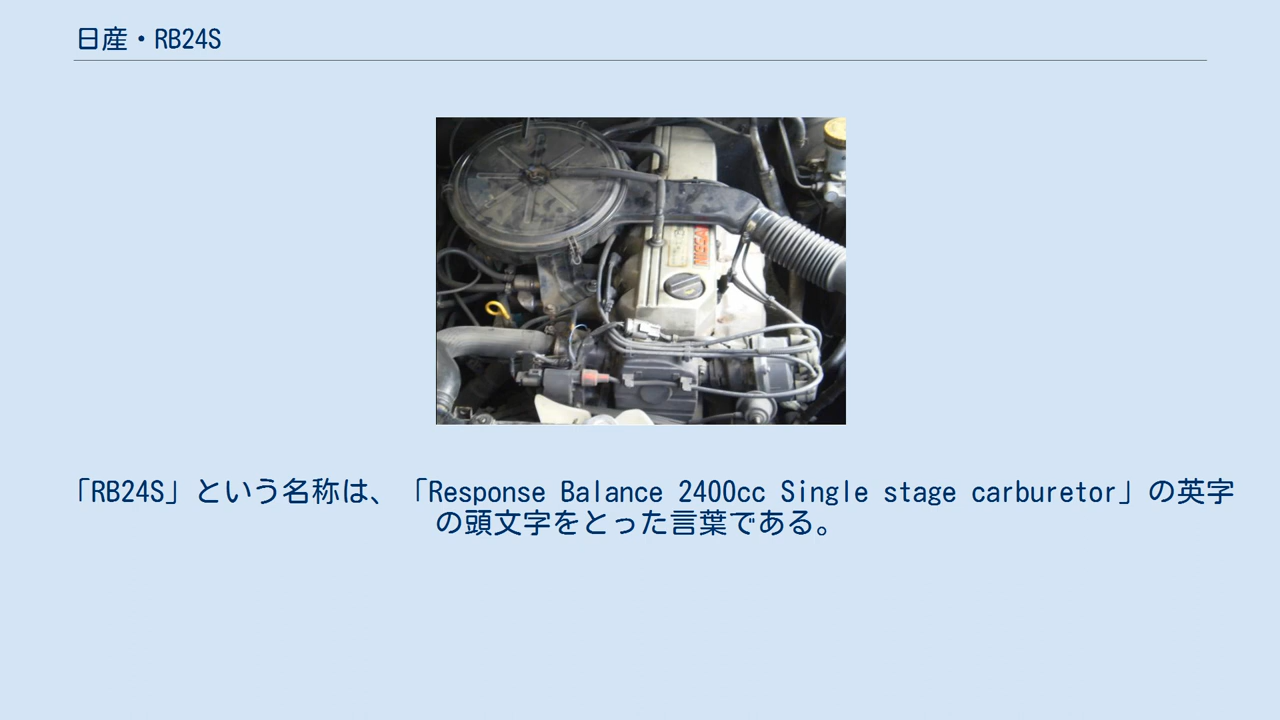 日産・RB24S
NISSAN
「RB24S」という名称は、「Response Balance 2400cc Single stage carburetor」の英字
の頭文字をとった言葉である。